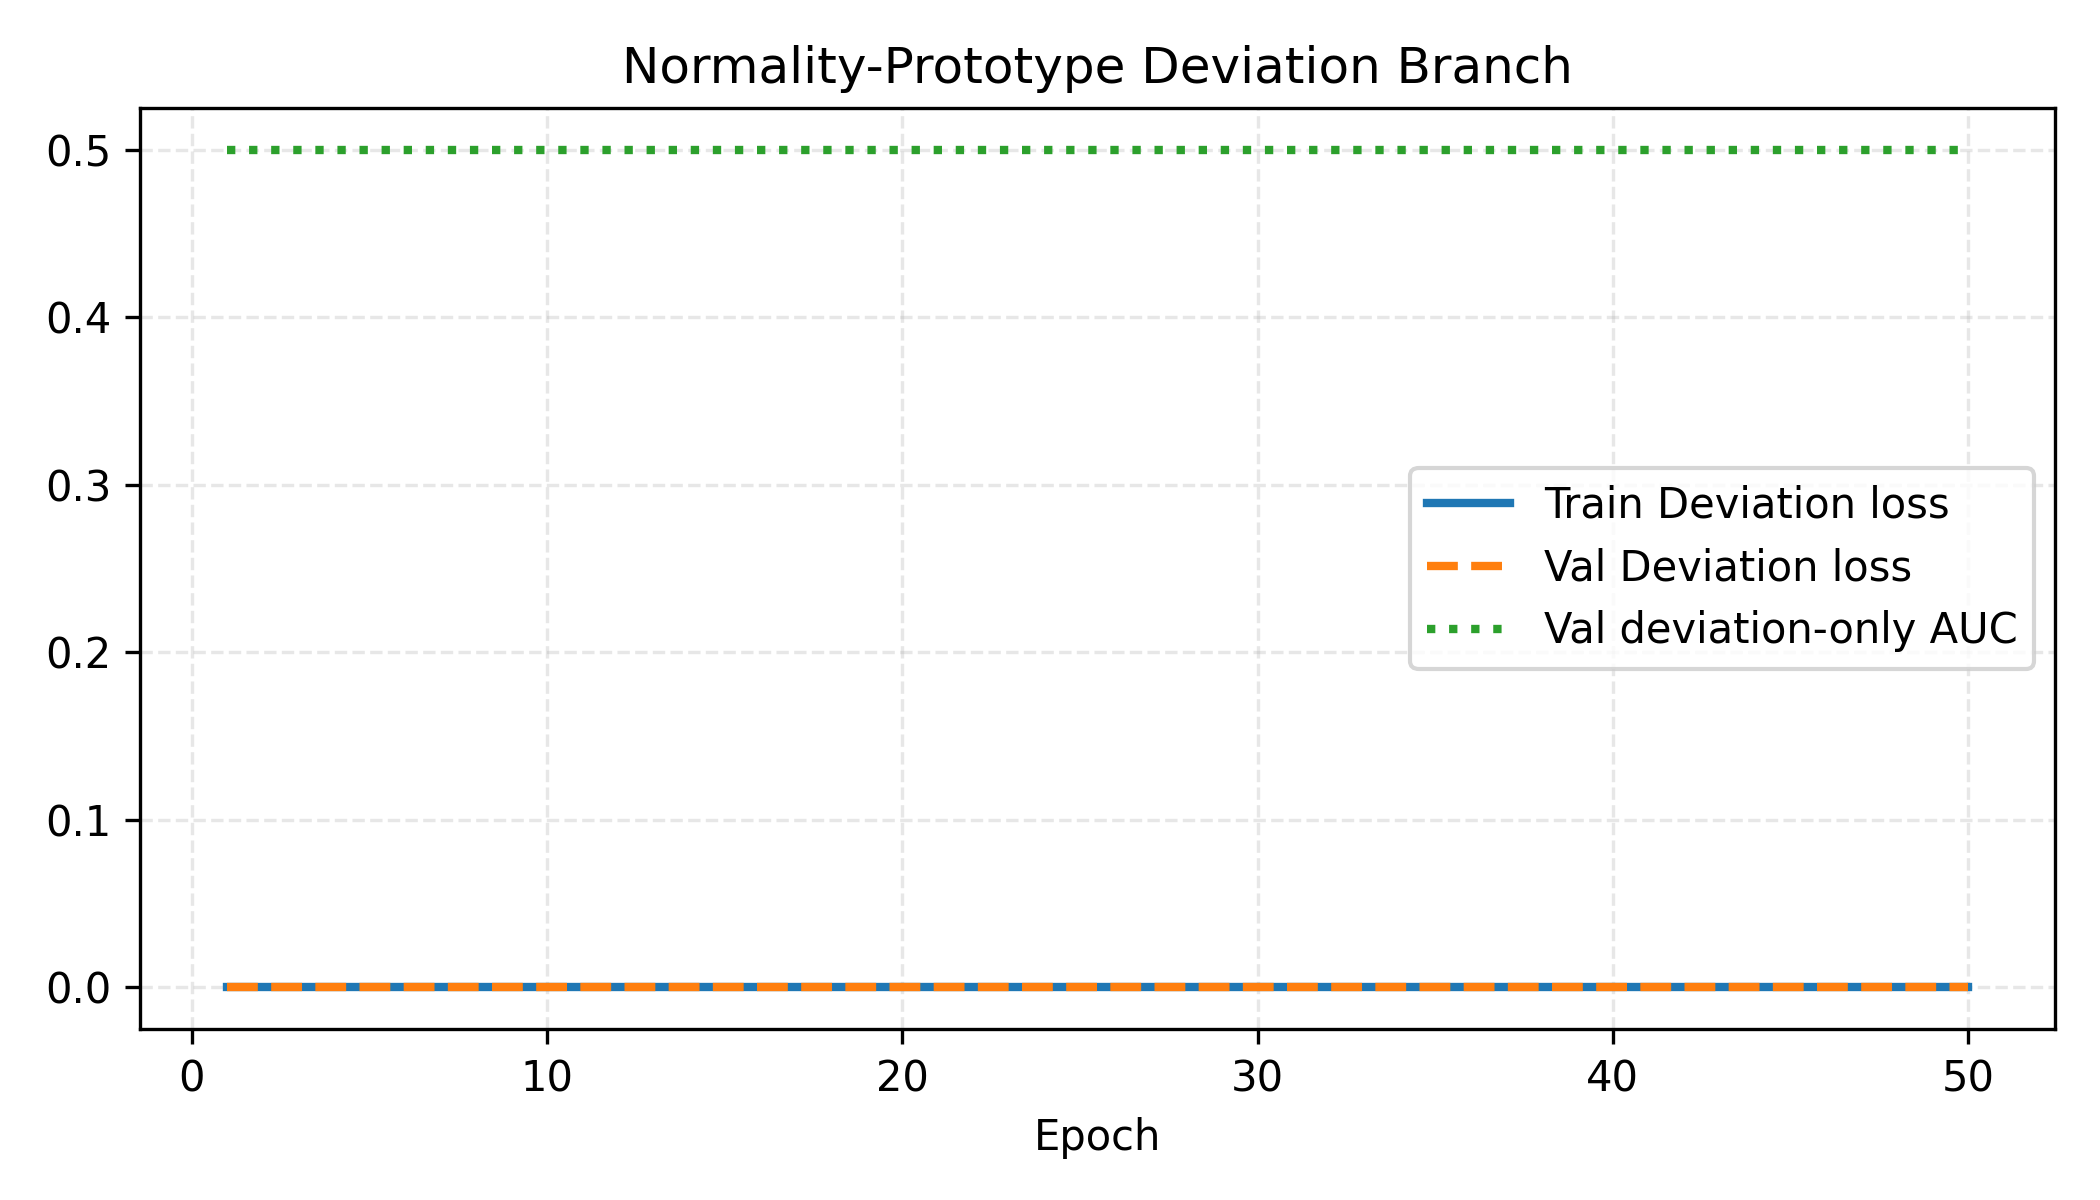 Normality-Prototype Deviation Branch
0.5
0.4
0.3
0.2
0.1
0.0
Train Deviation loss
Val Deviation loss
Val deviation-only AUC
0 10 20 30 40 50
Epoch